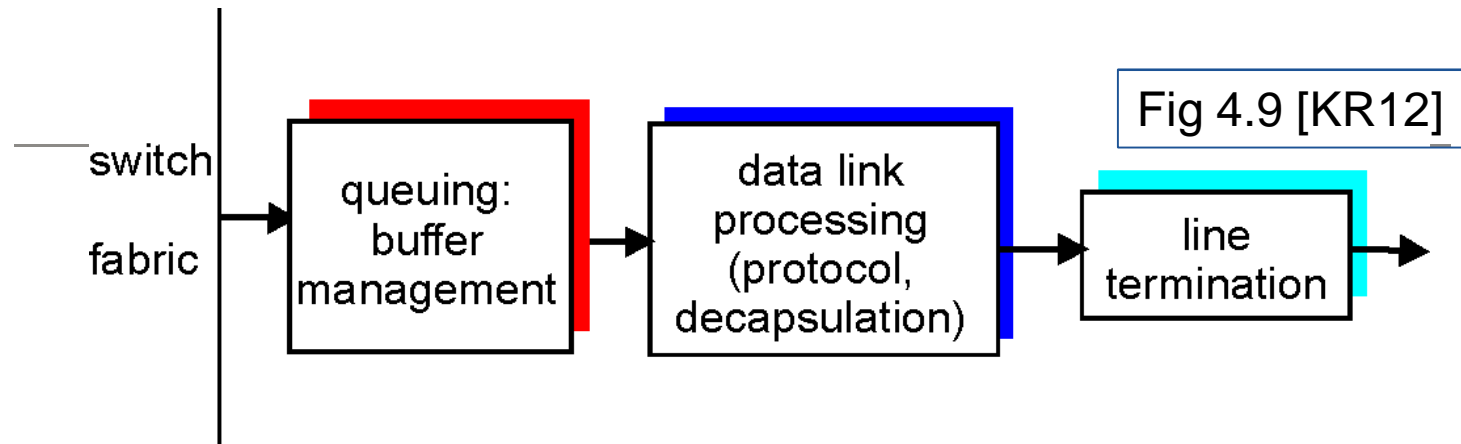 Fig 4.9 [KR12]
switch
fabric
queuing:
buffer
management
data link
processing
(protocol,
decapsulation)
line
termination